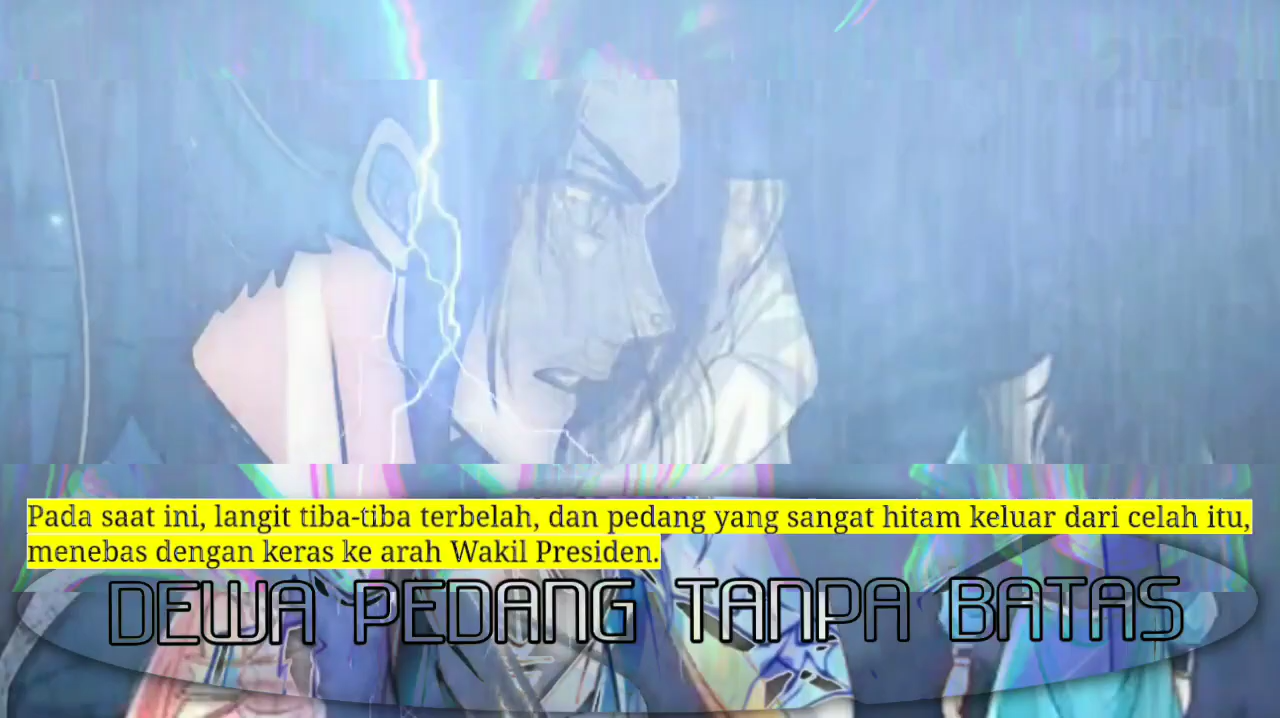 Pada saat ini, langit tiba-tiba terbelah, dan pedang yang sangat hitam keluar dari celah itu,
menebas dengan keras ke arah Wakil Presiden.
DEWA PEDANG TANPA BATAS